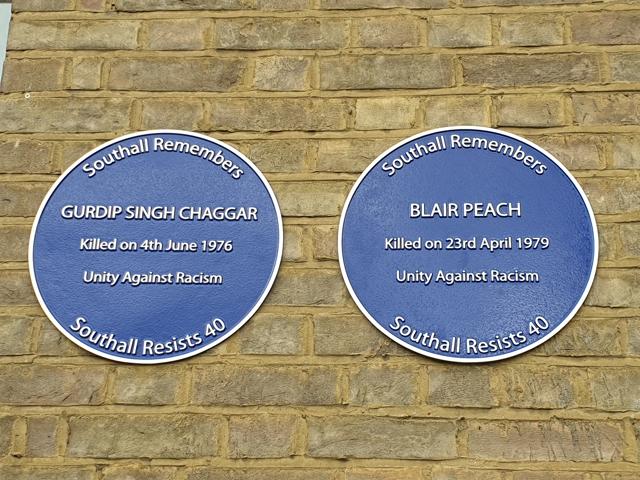 Southall Remembers
GURDIP SINGH CHAGGAR
Killed on 4th June 1976
Unity Against Racism
Southall Resists 40
Southall Remembers
BLAIR PEACH
Killed on 23rd April 1979
Unity Against Racism
Southall Resists 40